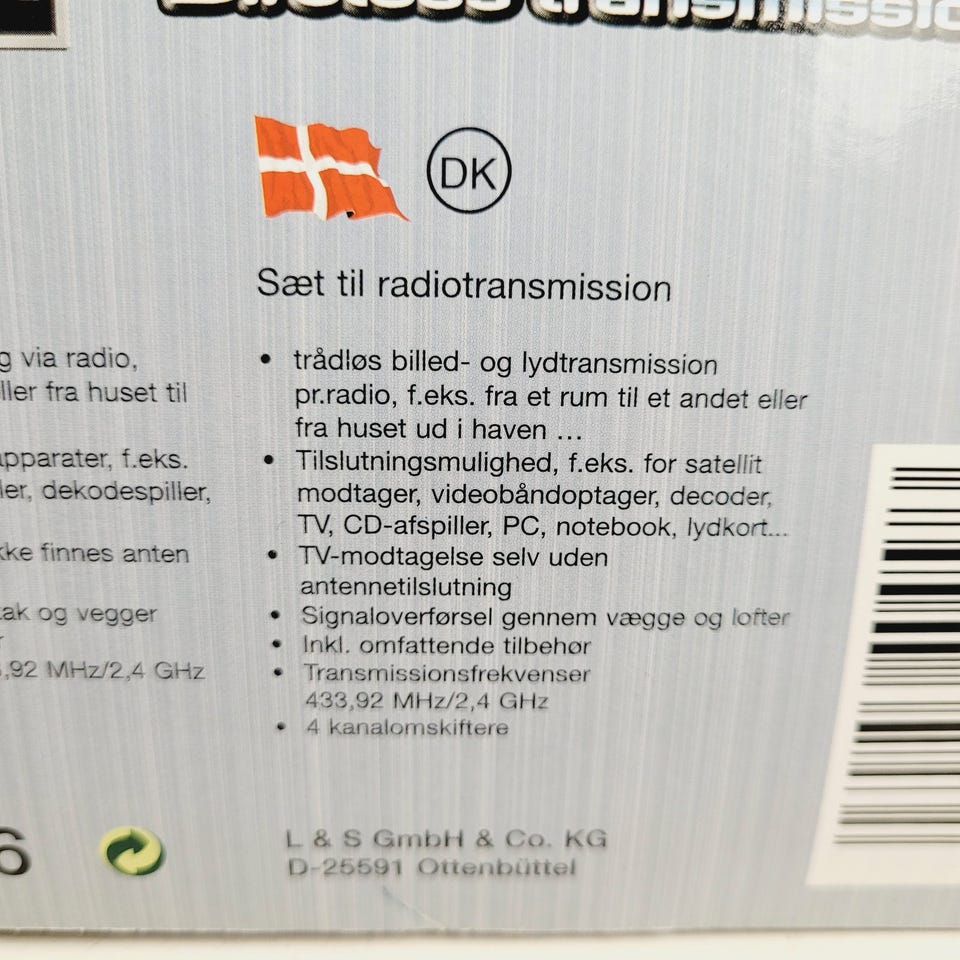 transmission
DK
Sæt til radiotransmission
g via radio,
ller fra huset til
apparater, f.eks.
ler, dekodespiller,
kke finnes anten
tak og vegger
r
,92 MHz/2,4 GHz
• trådløs billed- og lydtransmission
pr.radio, f.eks. fra et rum til et andet eller
fra huset ud i haven ...
• Tilslutningsmulighed, f.eks. for satellit
modtager, videobåndoptager, decoder,
TV, CD-afspiller, PC, notebook, lydkort...
• TV-modtagelse selv uden
antennetilslutning
• Signaloverførsel gennem vægge og lofter
• Inkl. omfattende tilbehør
• Transmissionsfrekvenser
433,92 MHz/2,4 GHz
• 4 kanalomskiftere
6
L & S GmbH & Co. KG
D-25591 Ottenbüttel